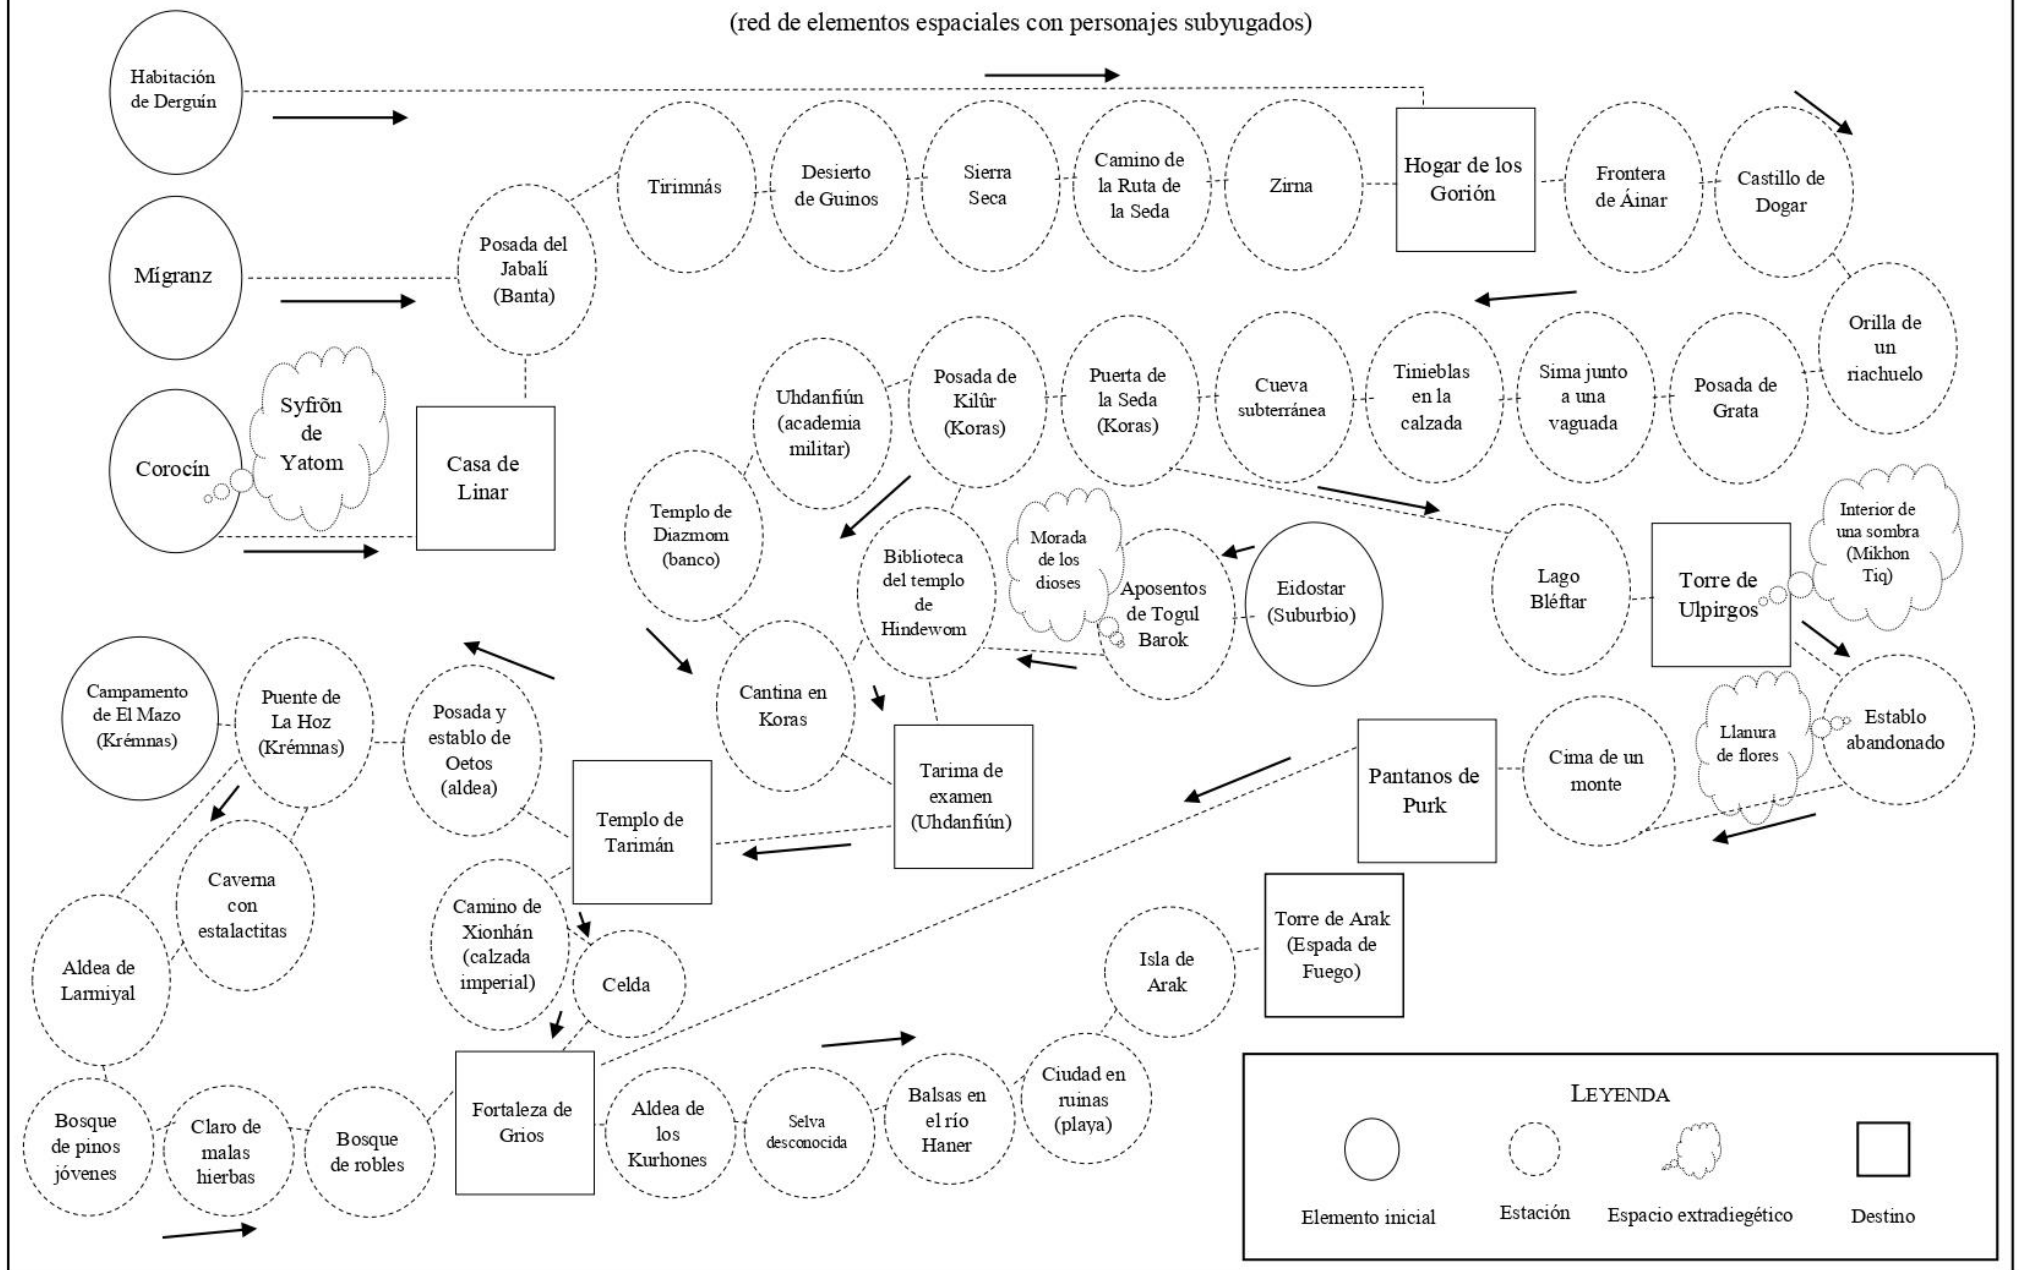 (red de elementos espaciales con personajes subyugados)
Habitación
de Derguín
Mígranz
Corocín
Syfrõn
de
Yatom
Posada del
Jabalí
(Banta)
Casa de
Linar
Tirimnás
Desierto
de Guinos
Sierra
Seca
Camino de
la Ruta de
la Seda
Zirna
Hogar de los
Gorión
Frontera
de Áinar
Castillo de
Dogar
Orilla de
un
riachuelo
Posada de
Grata
Sima junto
a una
vaguada
Tinieblas
en la
calzada
Cueva
subterránea
Puerta de
la Seda
(Koras)
Posada de
Kilûr
(Koras)
Uhdanfiún
(academia
militar)
Templo de
Diazmom
(banco)
Biblioteca
del templo
de
Hindewom
Morada
de los
dioses
Aposentos
de Togul
Barok
Eidostar
(Suburbio)
Lago
Bléftar
Torre de
Ulpirgos
Interior de
una sombra
(Mikhon
Tiq)
Establo
abandonado
Llanura
de flores
Cima de un
monte
Pantanos de
Purk
Cantina en
Koras
Tarima de
examen
(Uhdanfiún)
Templo de
Tarimán
Posada y
establo de
Oetos
(aldea)
Puente de
La Hoz
(Krémnas)
Campamento
de El Mazo
(Krémnas)
Caverna
con
estalactitas
Aldea de
Larmiyal
Camino de
Xionhán
(calzada
imperial)
Celda
Bosque
de pinos
jóvenes
Claro de
malas
hierbas
Bosque
de robles
Fortaleza de
Grios
Aldea de
los
Kurhones
Selva
desconocida
Balsas en
el río
Haner
Ciudad en
ruinas
(playa)
Isla de
Arak
Torre de Arak
(Espada de
Fuego)
LEYENDA
Elemento inicial
Estación
Espacio extradiegético
Destino